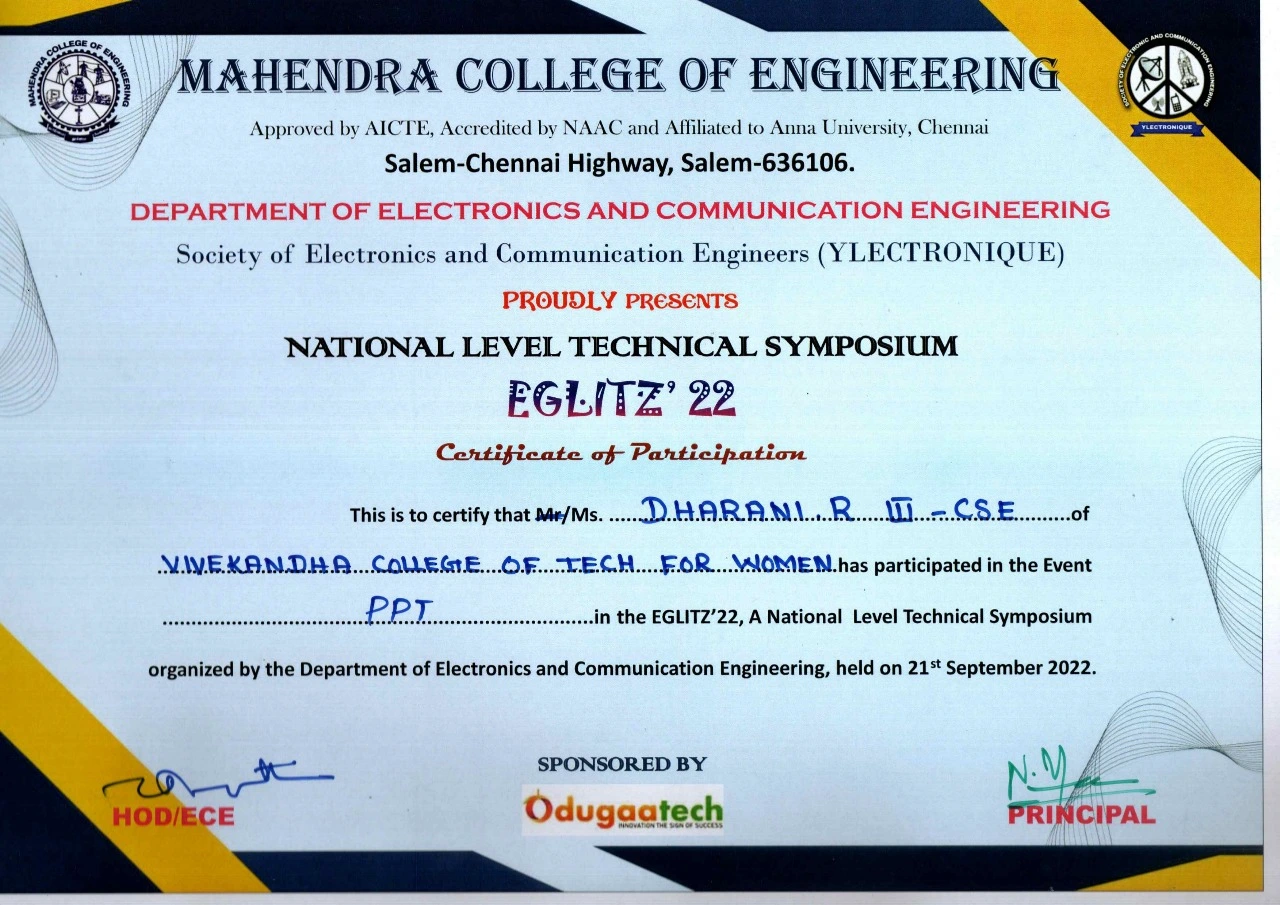 MAHENDRA COLLEGE OF ENGINEERING
MAHENDRA COLLEGE OF ENGINEERING
SOCIETY OF ELECTRONIC AND COMMUNICATION ENGINEERING
YLECTRONIQUE
Approved by AICTE, Accredited by NAAC and Affiliated to Anna University, Chennai
Salem-Chennai Highway, Salem-636106.
DEPARTMENT OF ELECTRONICS AND COMMUNICATION ENGINEERING
Society of Electronics and Communication Engineers (YLECTRONIQUE)
PROUDLY PRESENTS
NATIONAL LEVEL TECHNICAL SYMPOSIUM
EGLITZ' 22
Certificate of Participation
This is to certify that Mr/Ms. DHARANI.R III - CSE of
VIVEKANDHA COLLEGE OF TECH FOR WOMEN has participated in the Event
PPT in the EGLITZ'22, A National Level Technical Symposium
organized by the Department of Electronics and Communication Engineering, held on 21st September 2022.
SPONSORED BY
Odugaatech
INNOVATION THE SIGN OF SUCCESS
HOD/ECE
N.M
PRINCIPAL